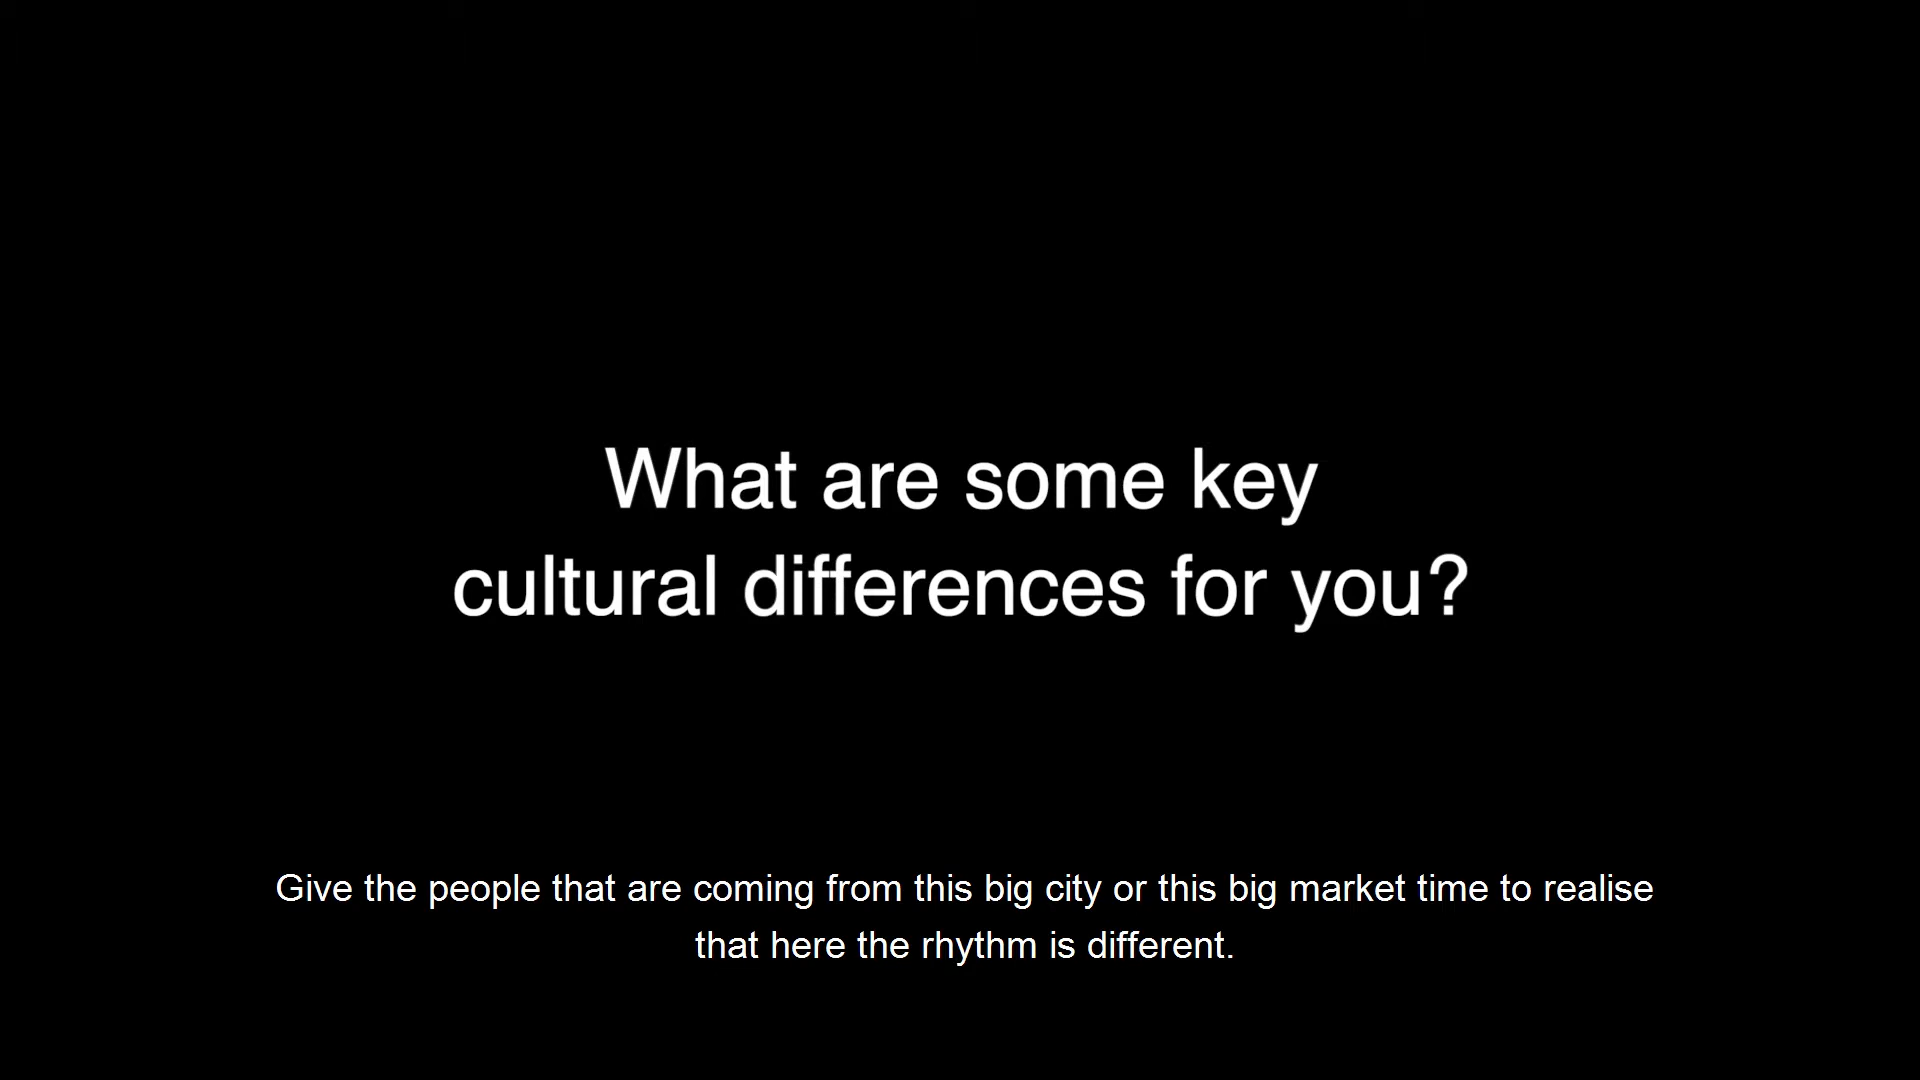 What are some key
cultural differences for you?
Give the people that are coming from this big city or this big market time to realise
that here the rhythm is different.